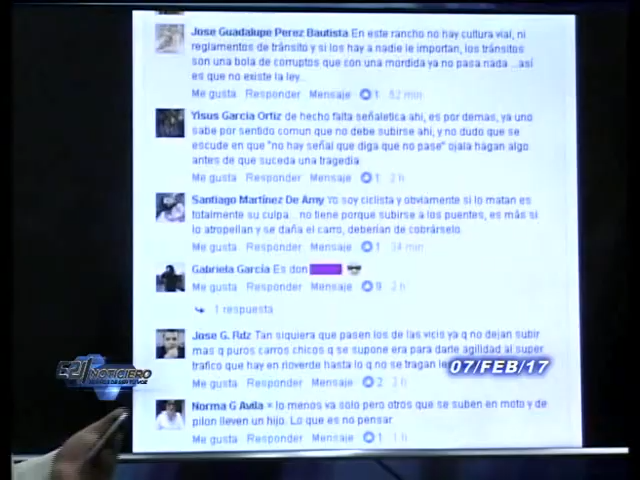 Jose Guadalupe Perez Bautista En este rancho no hay cultura vial, ni
reglamentos de tránsito y si los hay a nadie le importan, los tránsitos
son una bola de corruptos que con una mordida ya no pasa nada ...así
es que no existe la ley...
Me gusta Responder Mensaje 1 52 min
Yisus García Ortiz de hecho falta señaletica ahi, es por demas, ya uno
sabe por sentido comun que no debe subirse ahi, y no dudo que se
escude en que "no hay señal que diga que no pase" ojala hagan algo
antes de que suceda una tragedia
Me gusta Responder Mensaje 1 2 h
Santiago Martínez De Arny Yo soy ciclista y obviamente si lo matan es
totalmente su culpa... no tiene porque subirse a los puentes, es más si
lo atropellan y se daña el carro, deberían de cobrárselo.
Me gusta Responder Mensaje 1 34 min
Gabriela García Es don
Me gusta Responder Mensaje 9 2 h
1 respuesta
Jose G. Rdz Tan siquiera que pasen los de las vicis ya q no dejan subir
mas q puros carros chicos q se supone era para darle agilidad al super
trafico que hay en rioverde hasta lo q no se tragan le
Me gusta Responder Mensaje 2 2 h
07/FEB/17
NOTICIERO
Norma G Avila = lo menos va solo pero otros que se suben en moto y de
pilon lleven un hijo. Lo que es no pensar
Me gusta Responder Mensaje 1 1 h